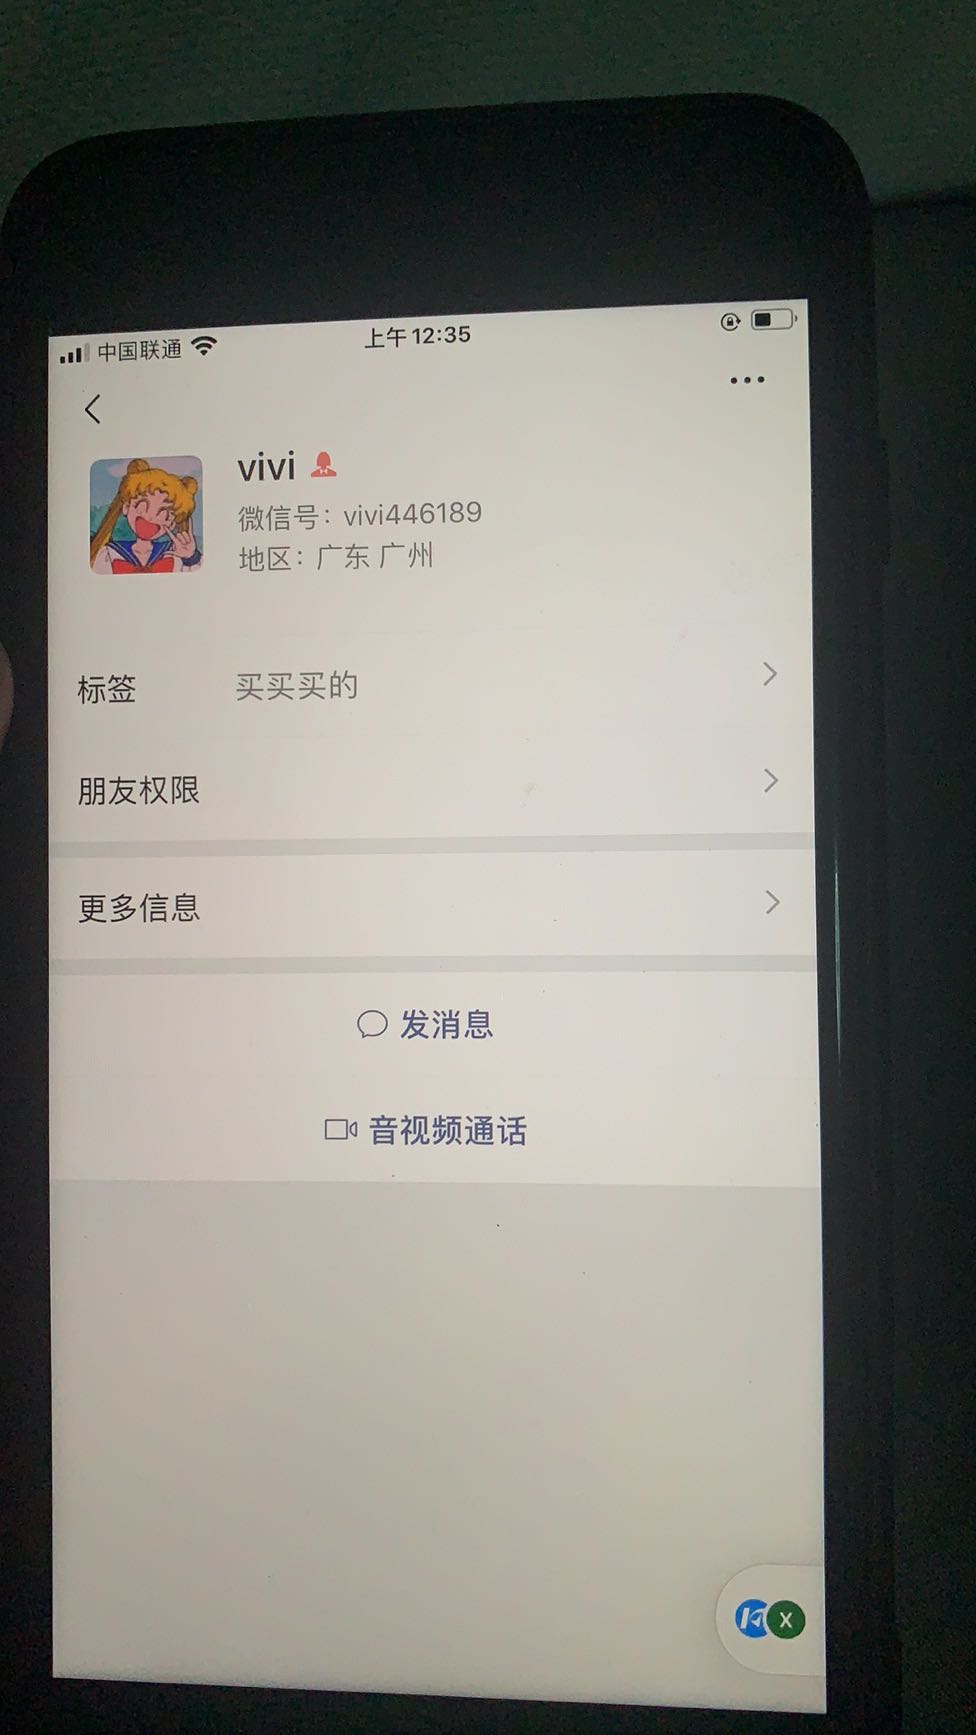 中国联通
上午12:35
vivi
微信号：vivi446189
地区：广东 广州
标签 买买买的
朋友权限
更多信息
发消息
音视频通话
X